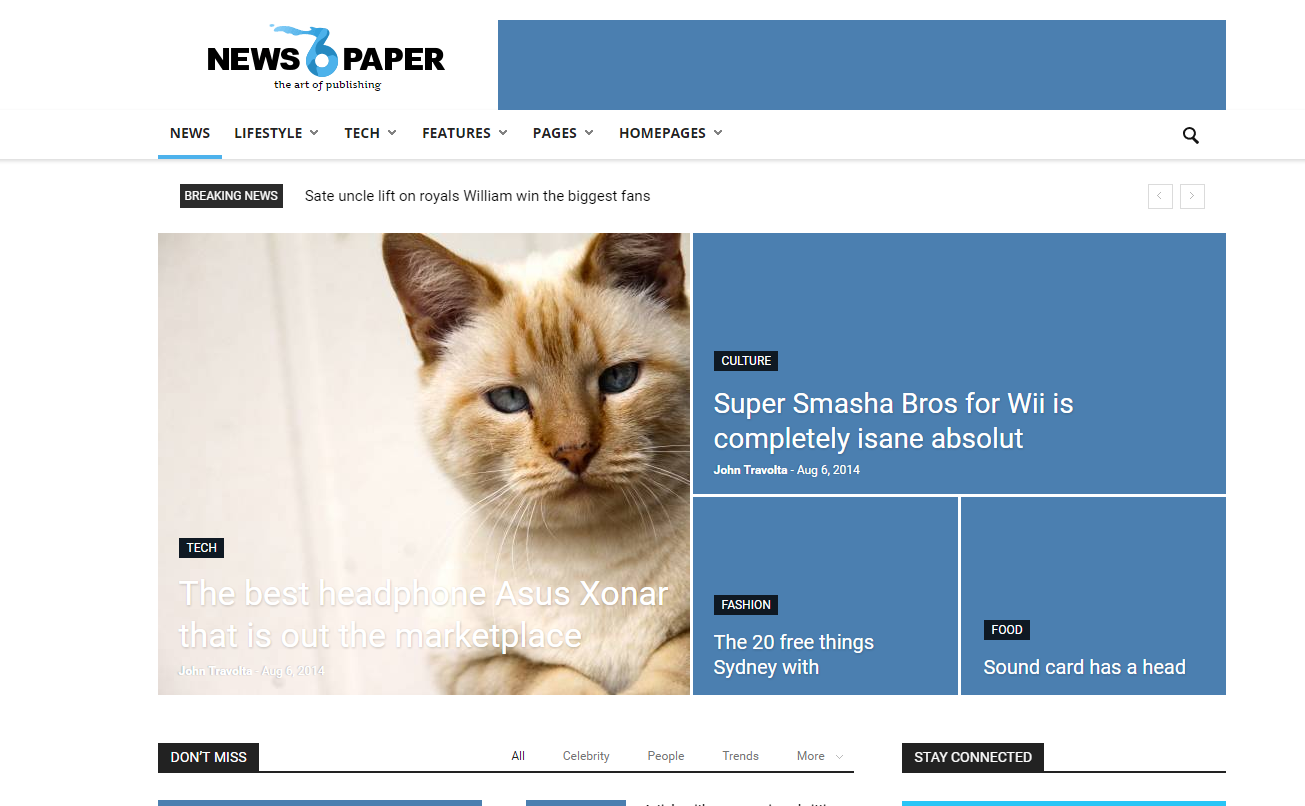 NEWS 6 PAPER
the art of publishing
NEWS LIFESTYLE TECH FEATURES PAGES HOMEPAGES
BREAKING NEWS Sate uncle lift on royals William win the biggest fans
TECH
The best headphone Asus Xonar
that is out the marketplace
John Travolta - Aug 6, 2014
CULTURE
Super Smasha Bros for Wii is
completely isane absolut
John Travolta - Aug 6, 2014
FASHION
The 20 free things
Sydney with
FOOD
Sound card has a head
DON'T MISS All Celebrity People Trends More
STAY CONNECTED